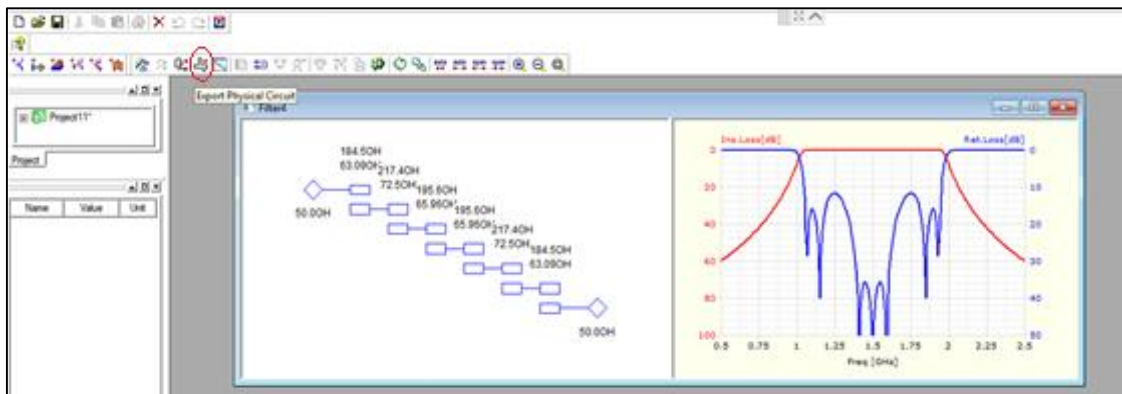 Export Physical Circuit
Filter4
Project11*
Project
Name Value Unit
184.5OH
63.09OH
217.4OH
72.5OH
195.6OH
65.96OH
195.6OH
65.96OH
217.4OH
72.5OH
184.5OH
63.09OH
50.0OH
50.0OH
Ins.Loss[dB] Ret.Loss[dB]
0 0
20 10
40 20
60 30
80 40
100 50
0.5 0.75 1 1.25 1.5 1.75 2 2.25 2.5
Freq [GHz]